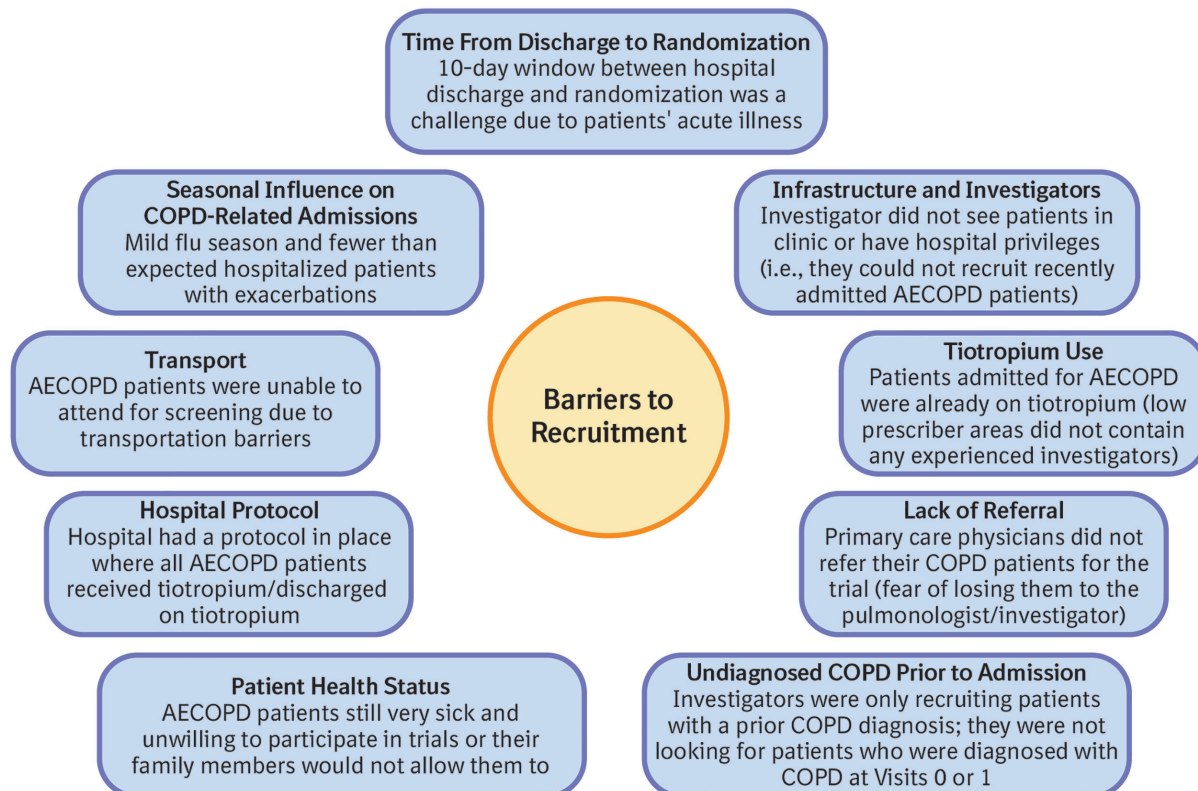 Time From Discharge to Randomization
10-day window between hospital
discharge and randomization was a
challenge due to patients' acute illness
Seasonal Influence on
COPD-Related Admissions
Mild flu season and fewer than
expected hospitalized patients
with exacerbations
Infrastructure and Investigators
Investigator did not see patients in
clinic or have hospital privileges
(i.e., they could not recruit recently
admitted AECOPD patients)
Transport
AECOPD patients were unable to
attend for screening due to
transportation barriers
Barriers to
Recruitment
Tiotropium Use
Patients admitted for AECOPD
were already on tiotropium (low
prescriber areas did not contain
any experienced investigators)
Hospital Protocol
Hospital had a protocol in place
where all AECOPD patients
received tiotropium/discharged
on tiotropium
Lack of Referral
Primary care physicians did not
refer their COPD patients for the
trial (fear of losing them to the
pulmonologist/investigator)
Patient Health Status
AECOPD patients still very sick and
unwilling to participate in trials or their
family members would not allow them to
Undiagnosed COPD Prior to Admission
Investigators were only recruiting patients
with a prior COPD diagnosis; they were not
looking for patients who were diagnosed with
COPD at Visits 0 or 1